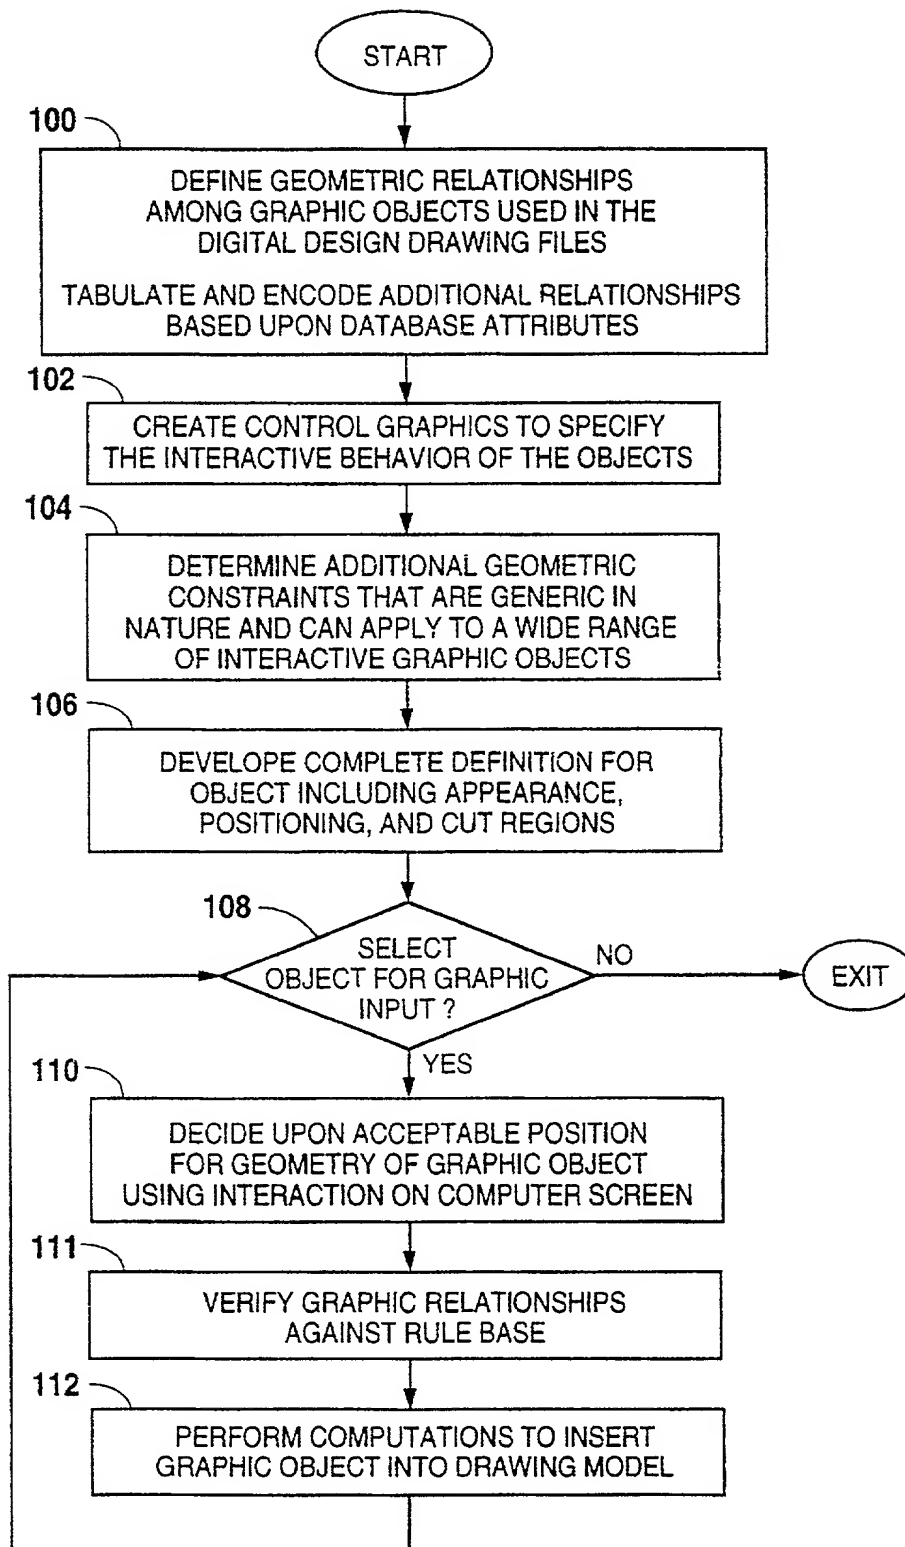 START
100
DEFINE GEOMETRIC RELATIONSHIPS
AMONG GRAPHIC OBJECTS USED IN THE
DIGITAL DESIGN DRAWING FILES
TABULATE AND ENCODE ADDITIONAL RELATIONSHIPS
BASED UPON DATABASE ATTRIBUTES
102
CREATE CONTROL GRAPHICS TO SPECIFY
THE INTERACTIVE BEHAVIOR OF THE OBJECTS
104
DETERMINE ADDITIONAL GEOMETRIC
CONSTRAINTS THAT ARE GENERIC IN
NATURE AND CAN APPLY TO A WIDE RANGE
OF INTERACTIVE GRAPHIC OBJECTS
106
DEVELOPE COMPLETE DEFINITION FOR
OBJECT INCLUDING APPEARANCE,
POSITIONING, AND CUT REGIONS
108
SELECT
OBJECT FOR GRAPHIC
INPUT ?
NO
EXIT
YES
110
DECIDE UPON ACCEPTABLE POSITION
FOR GEOMETRY OF GRAPHIC OBJECT
USING INTERACTION ON COMPUTER SCREEN
111
VERIFY GRAPHIC RELATIONSHIPS
AGAINST RULE BASE
112
PERFORM COMPUTATIONS TO INSERT
GRAPHIC OBJECT INTO DRAWING MODEL